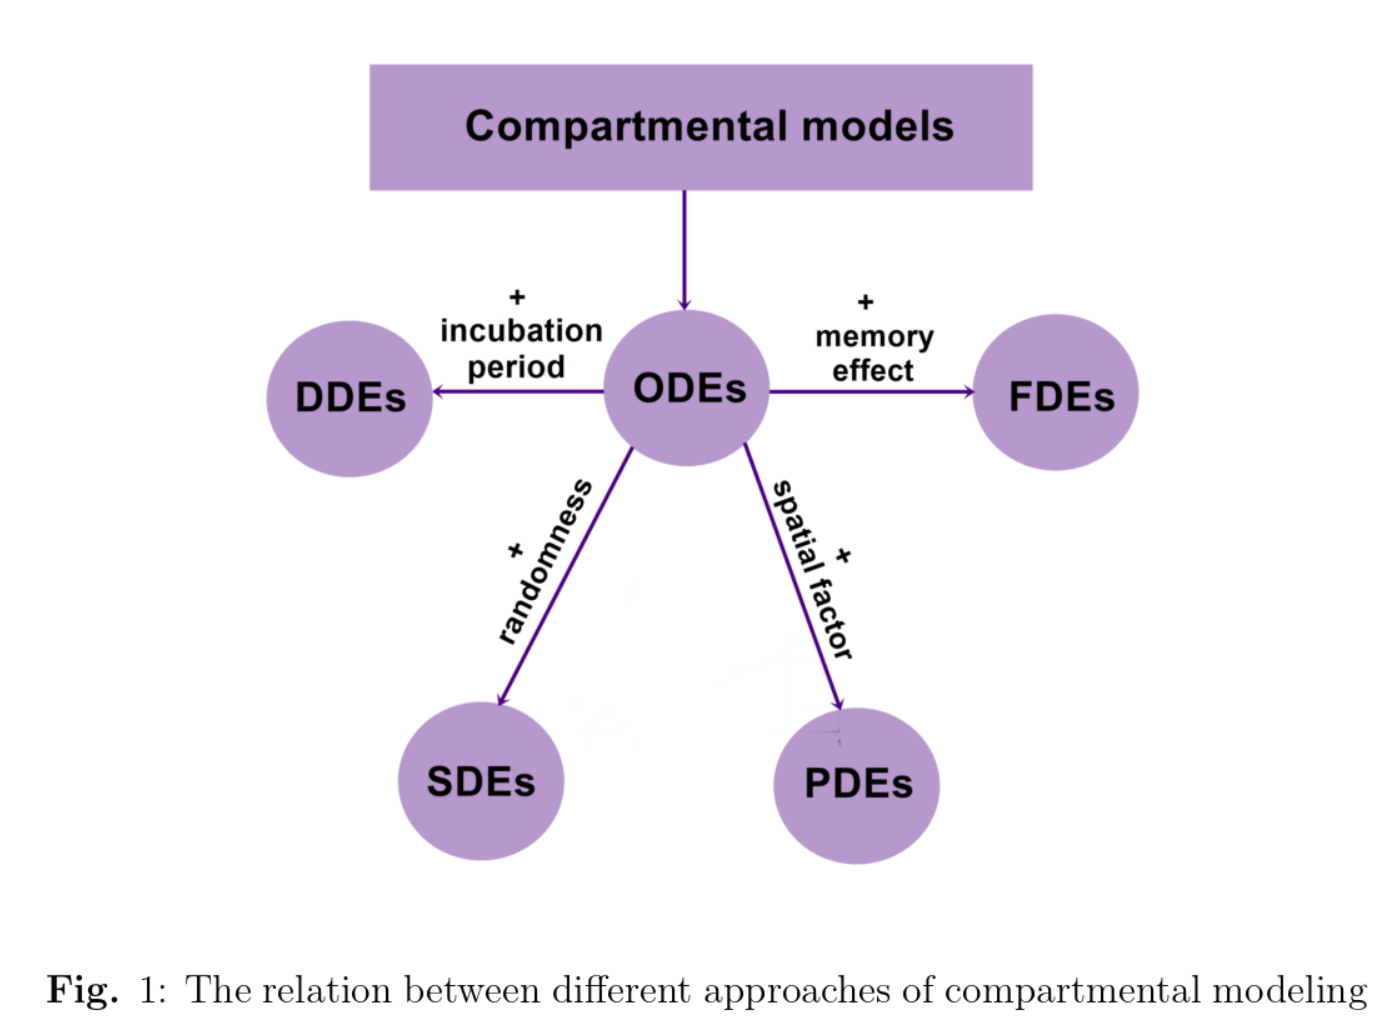 Compartmental models
+
incubation
period
+
memory
effect
DDEs
ODEs
FDEs
+
randomness
+
spatial factor
SDEs
PDEs
Fig. 1: The relation between different approaches of compartmental modeling